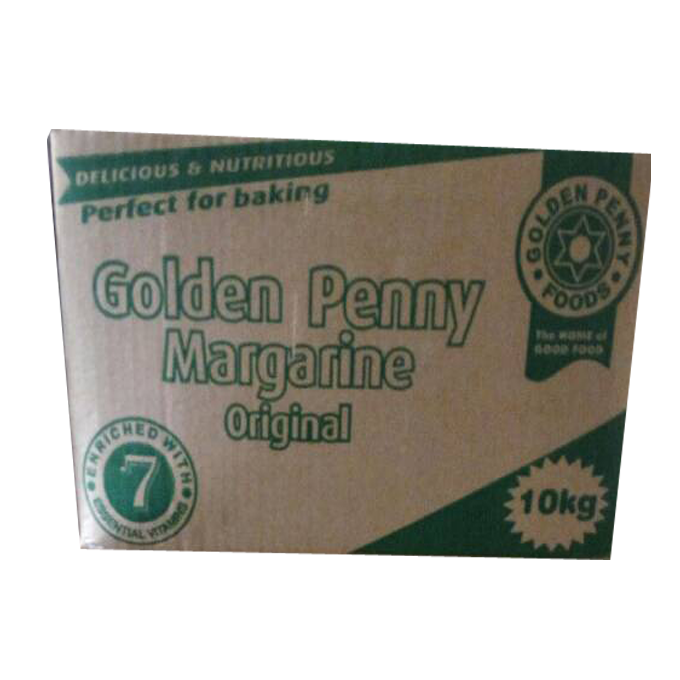 DELICIOUS & NUTRITIOUS
Perfect for baking
GOLDEN PENNY
FOODS
The HOME of
GOOD FOOD
Golden Penny
Margarine
Original
ENRICHED WITH
7
ESSENTIAL VITAMINS
10kg